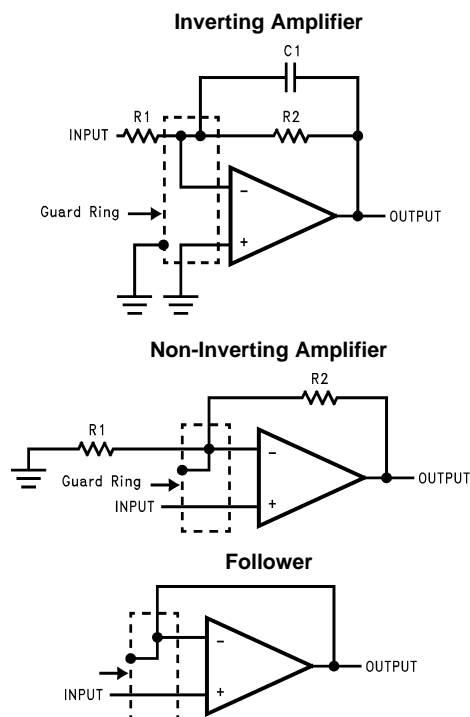 Inverting Amplifier
C1
R1
R2
INPUT
−
Guard Ring
OUTPUT
+
Non-Inverting Amplifier
R2
R1
−
Guard Ring
OUTPUT
INPUT
+
Follower
−
OUTPUT
INPUT
+